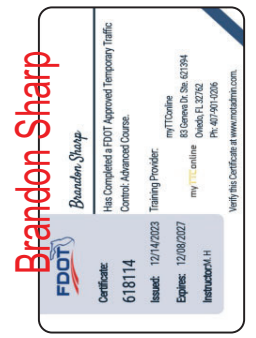 Brandon Sharp
FDOT
Certificate:
618114
Issued: 12/14/2023
Expires: 12/08/2027
InstructorM.H
Brandon Sharp
Has Completed a FDOT Approved Temporary Traffic
Control: Advanced Course.
Training Provider:
myTTConline
myTTConline
83 Geneva Dr. Ste. 621394
Oviedo, FL 32762
Ph: 407-901-0206
Verify this Certificate at www.motadmin.com.